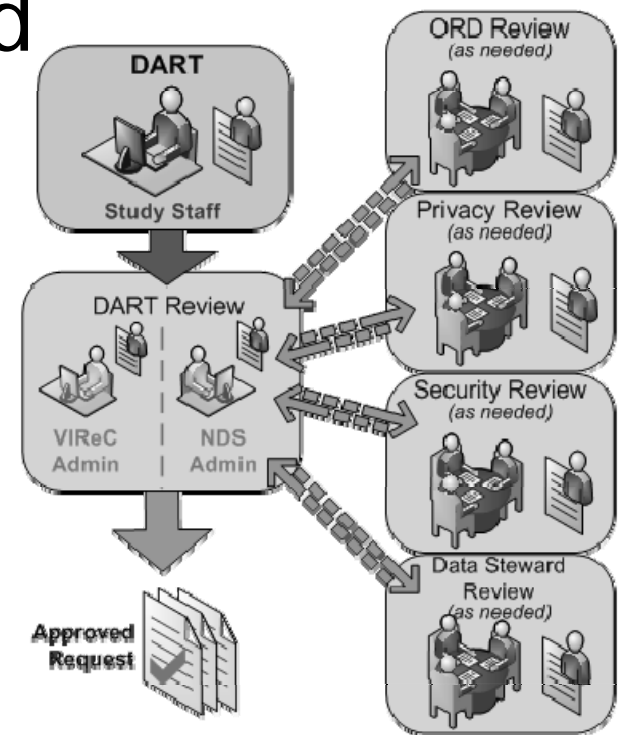 d
DART
Study Staff
DART Review
VIReC
Admin
NDS
Admin
Approved
Request
ORD Review
(as needed)
Privacy Review
(as needed)
Security Review
(as needed)
Data Steward
Review
(as needed)